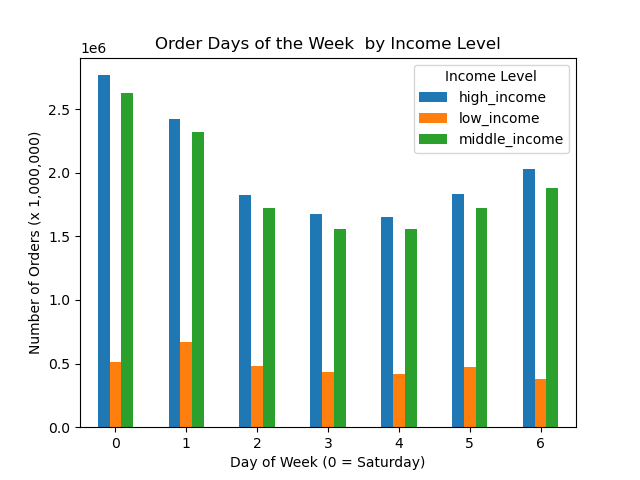 Order Days of the Week  by Income Level
1e6
Income Level
high_income
low_income
middle_income
2.5
2.0
1.5
1.0
0.5
0.0
Number of Orders (x 1,000,000)
0 1 2 3 4 5 6
Day of Week (0 = Saturday)